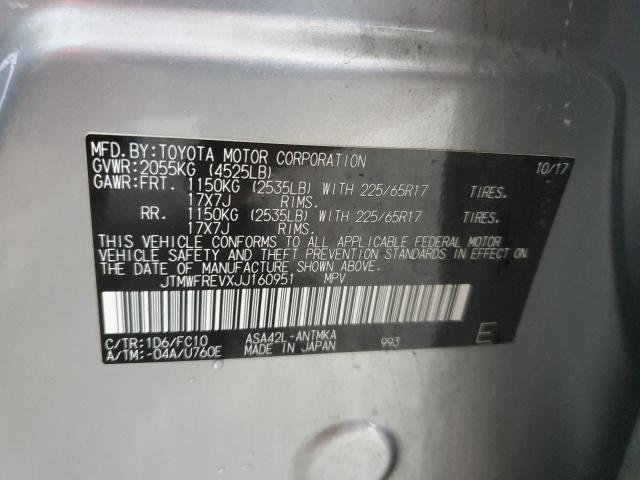 MFD.BY:TOYOTA MOTOR CORPORATION 10/17
GVWR:2055KG (4525LB)
GAWR:FRT. 1150KG (2535LB) WITH 225/65R17 TIRES.
17X7J RIMS.
RR. 1150KG (2535LB) WITH 225/65R17 TIRES.
17X7J RIMS.
THIS VEHICLE CONFORMS TO ALL APPLICABLE FEDERAL MOTOR
VEHICLE SAFETY AND THEFT PREVENTION STANDARDS IN EFFECT ON
THE DATE OF MANUFACTURE SHOWN ABOVE.
JTMWFREVXJJ160951 MPV
C/TR:1D6/FC10 ASA42L-ANTMKA 993 E
A/TM:-04A/U760E MADE IN JAPAN